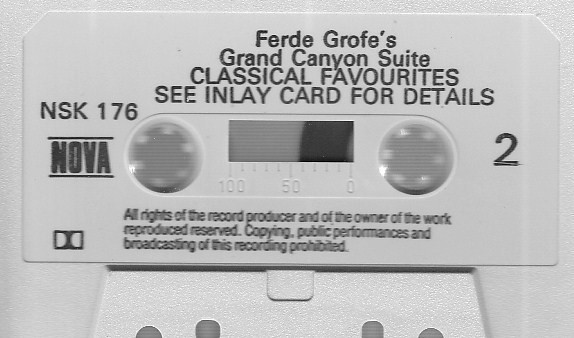 Ferde Grofe's
Grand Canyon Suite
CLASSICAL FAVOURITES
SEE INLAY CARD FOR DETAILS
NSK 176
NOVA
2
100 50 0
All rights of the record producer and of the owner of the work
reproduced reserved. Copying, public performances and
broadcasting of this recording prohibited.